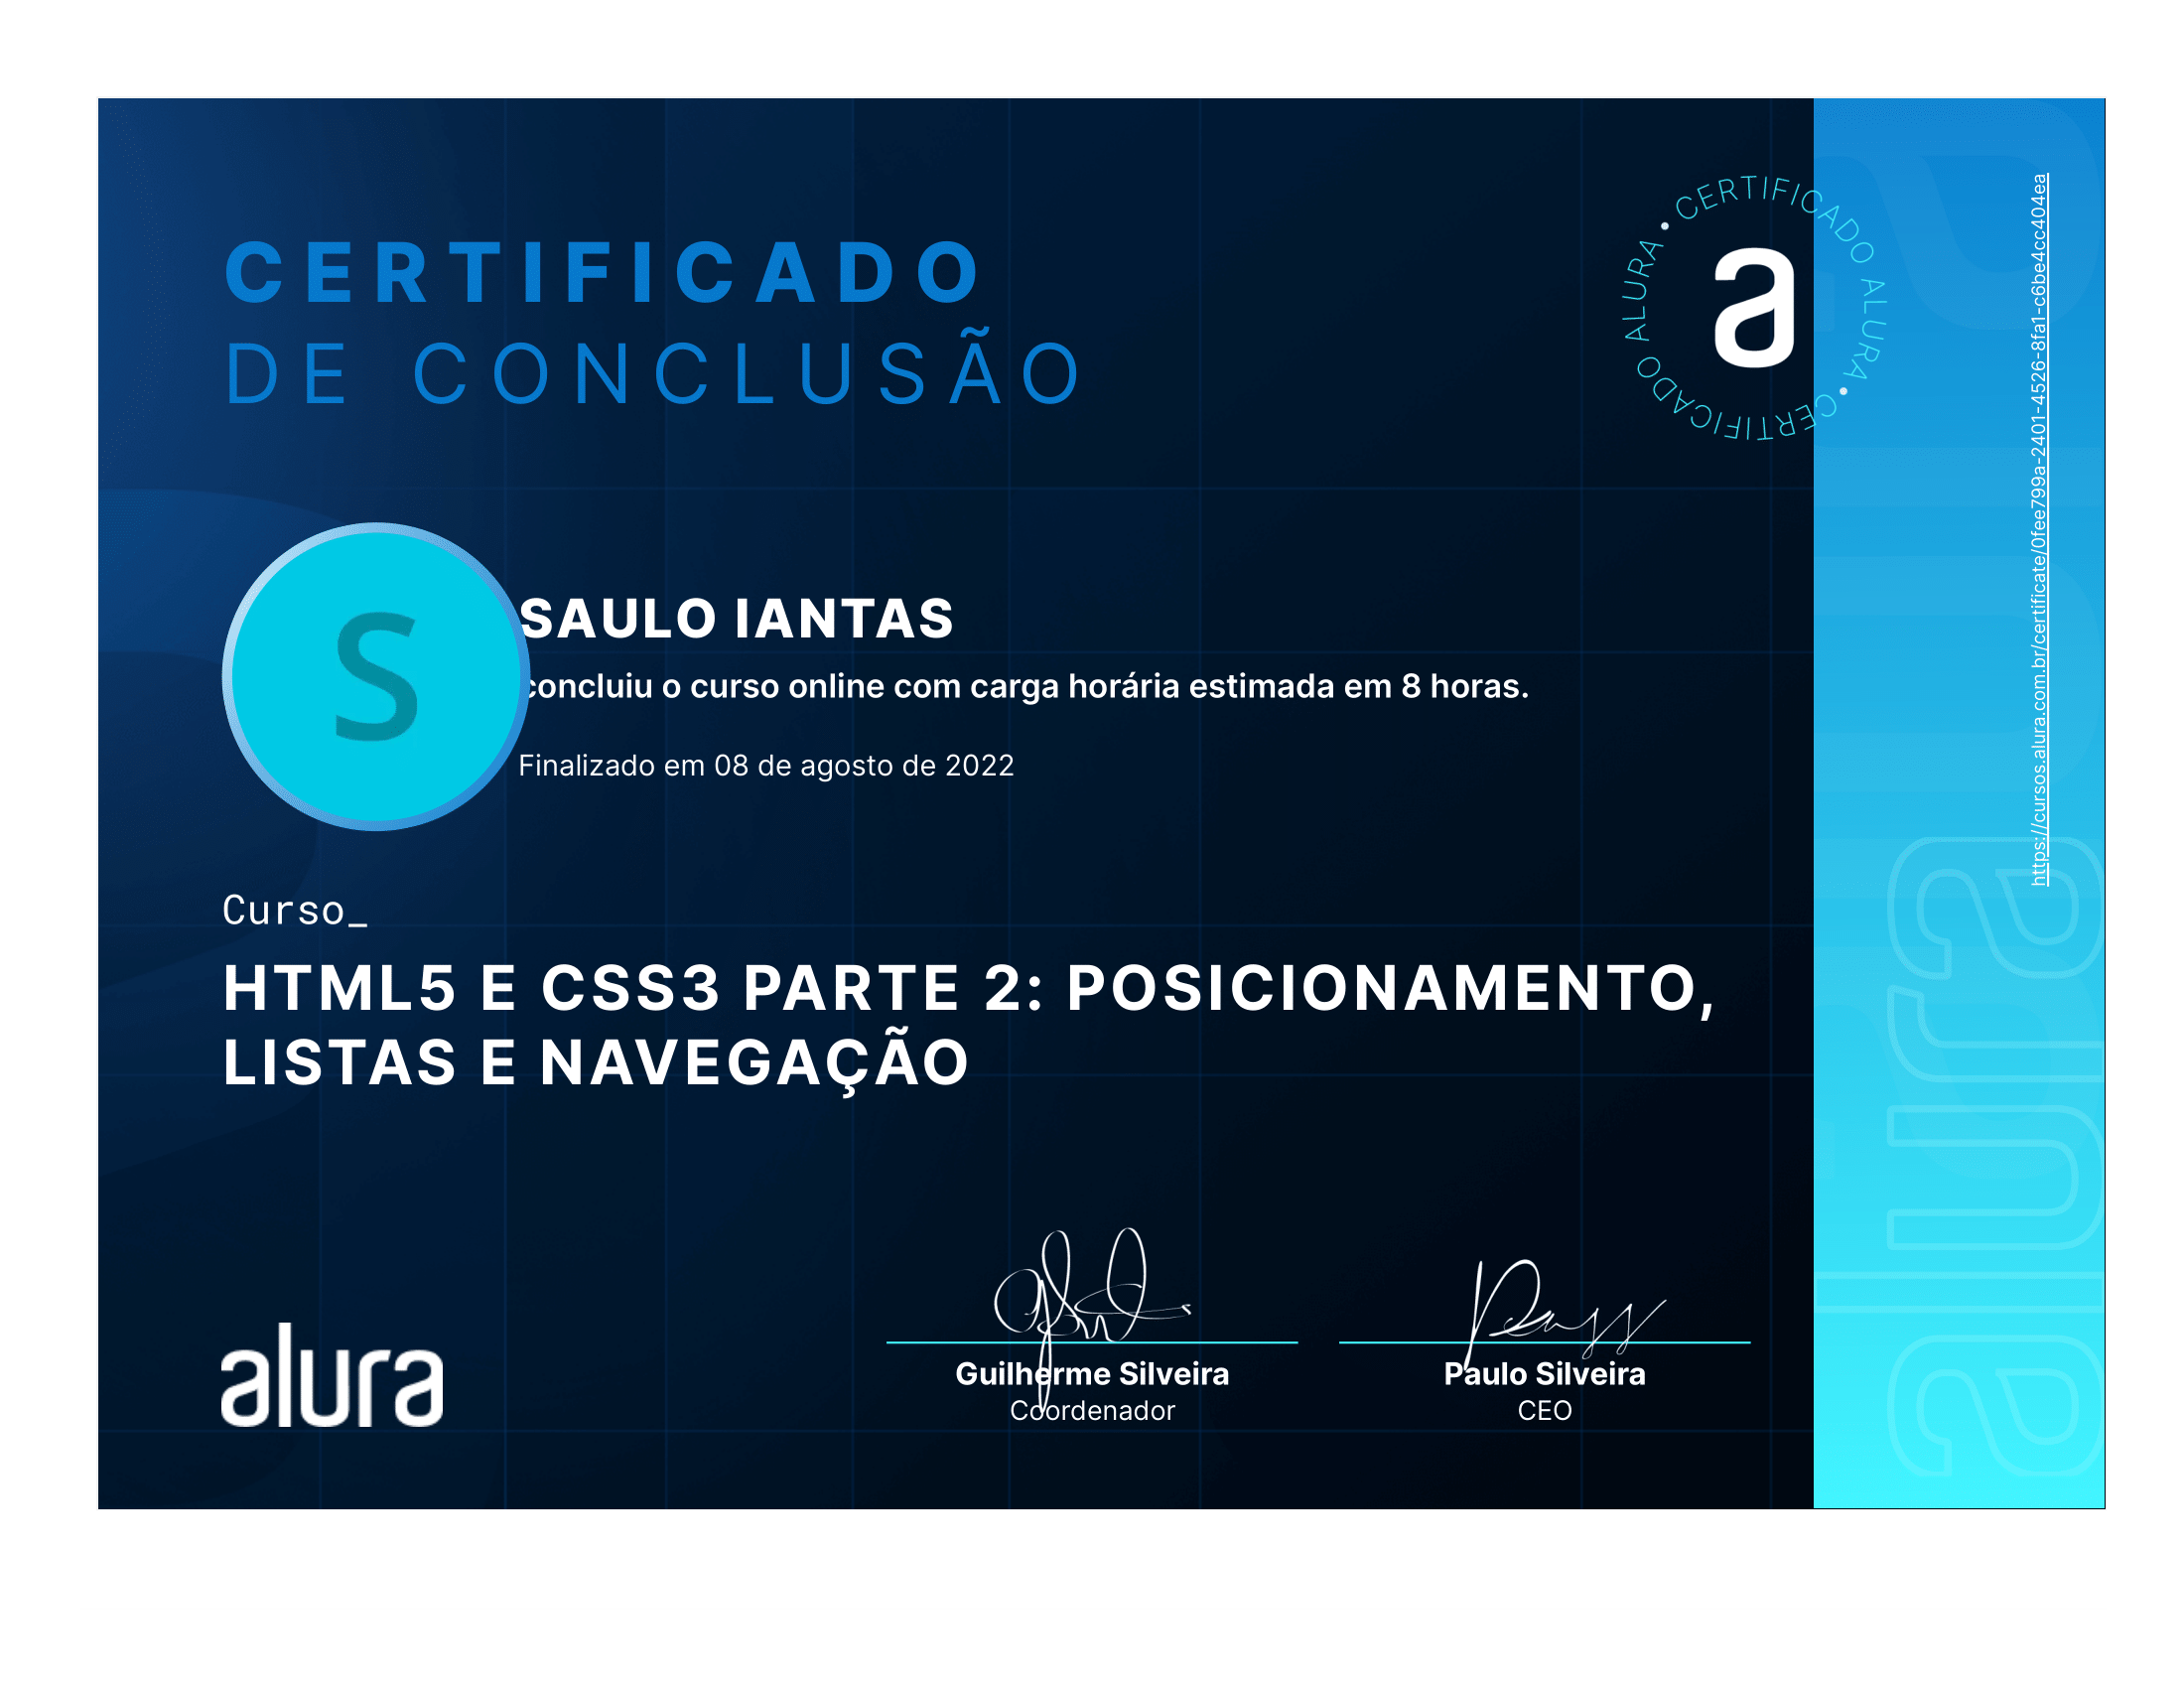 CERTIFICADO
DE CONCLUSÃO
CERTIFICADO ALURA • CERTIFICADO ALURA •
a
https://cursos.alura.com.br/certificate/0fee799a-2401-4526-8fa1-c6be4cc404ea
S
SAULO IANTAS
concluiu o curso online com carga horária estimada em 8 horas.
Finalizado em 08 de agosto de 2022
Curso_
HTML5 E CSS3 PARTE 2: POSICIONAMENTO,
LISTAS E NAVEGAÇÃO
alura
Guilherme Silveira
Coordenador
Paulo Silveira
CEO
alura